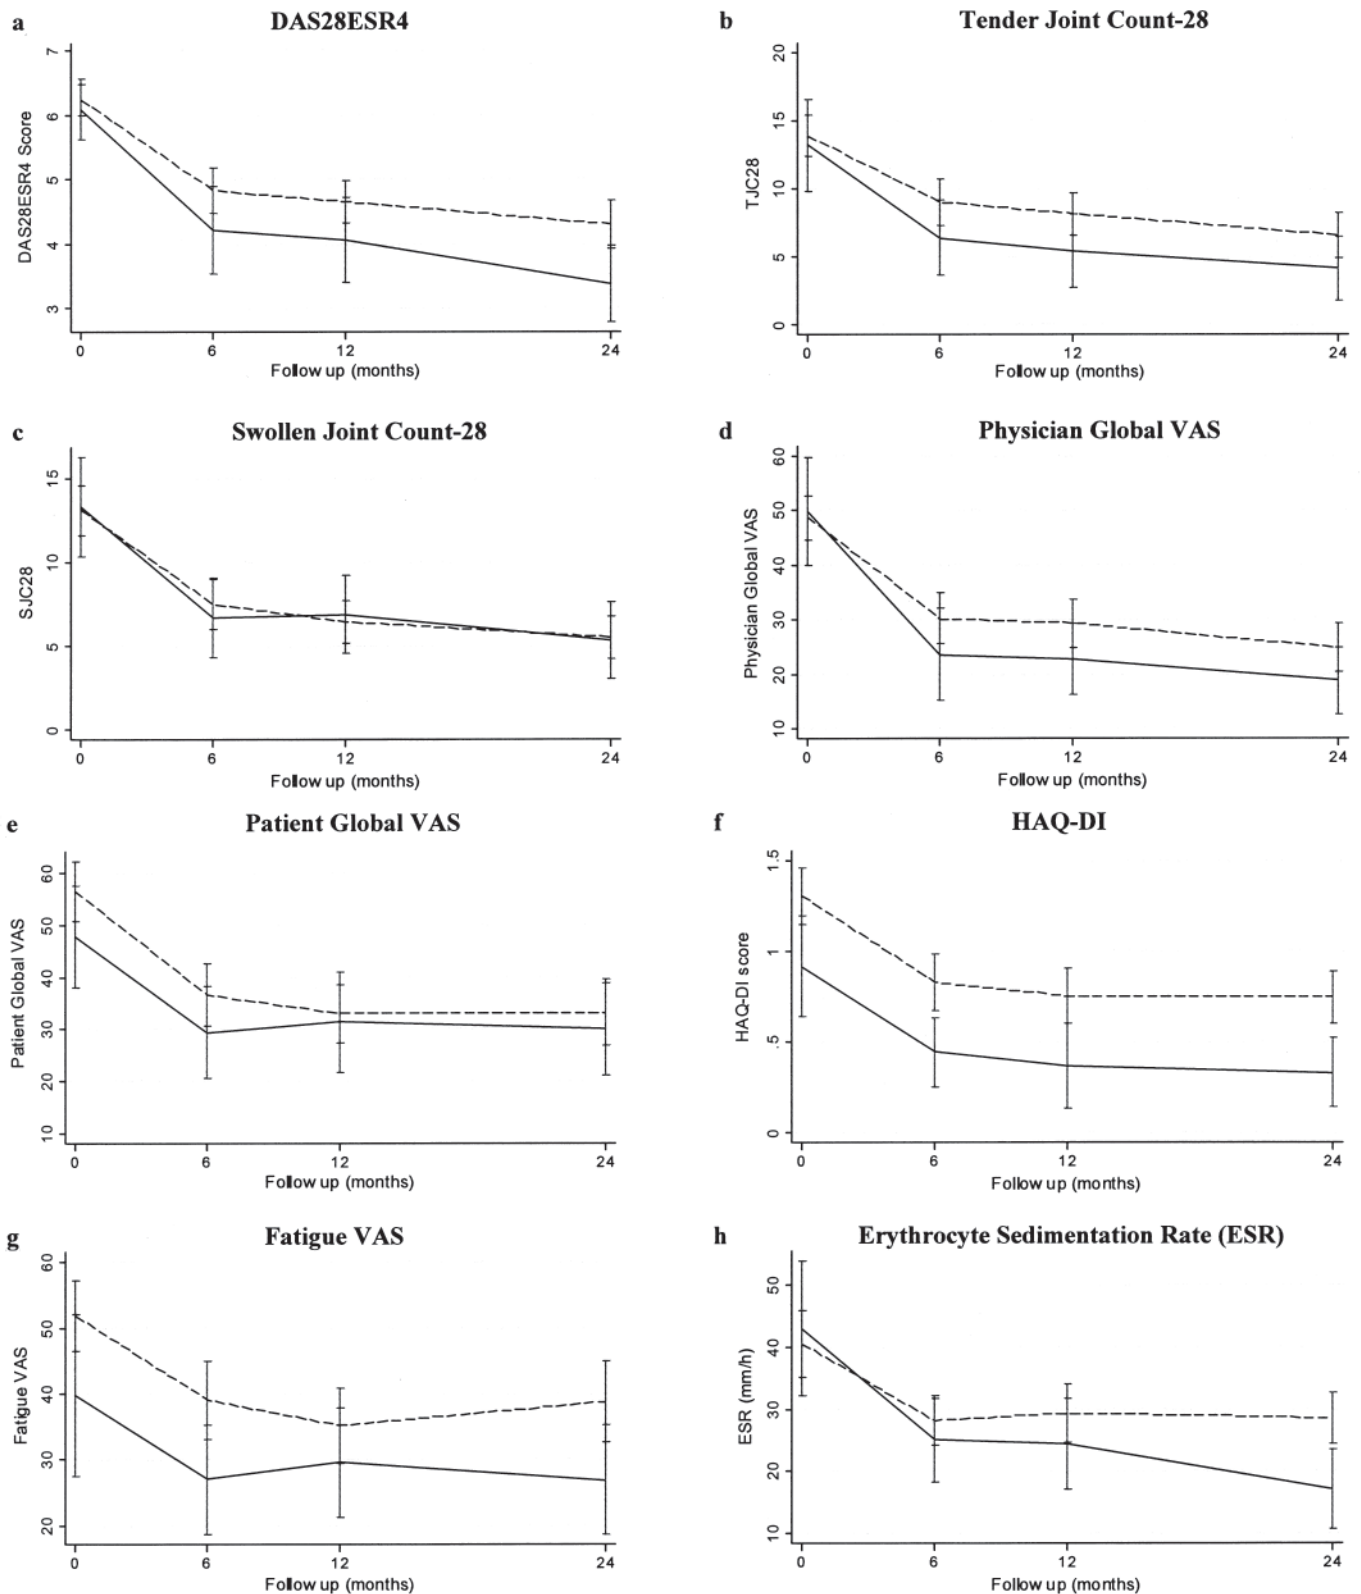 a DAS28ESR4
DAS28ESR4 Score
7
6
5
4
3
0 6 12 24
Follow up (months)
b Tender Joint Count-28
TJC28
20
15
10
5
0
0 6 12 24
Follow up (months)
c Swollen Joint Count-28
SJC28
15
10
5
0
0 6 12 24
Follow up (months)
d Physician Global VAS
Physician Global VAS
60
50
40
30
20
10
0 6 12 24
Follow up (months)
e Patient Global VAS
Patient Global VAS
60
50
40
30
20
10
0 6 12 24
Follow up (months)
f HAQ-DI
HAQ-DI score
1.5
1
.5
0
0 6 12 24
Follow up (months)
g Fatigue VAS
Fatigue VAS
60
50
40
30
20
0 6 12 24
Follow up (months)
h Erythrocyte Sedimentation Rate (ESR)
ESR (mm/h)
50
40
30
20
10
0 6 12 24
Follow up (months)